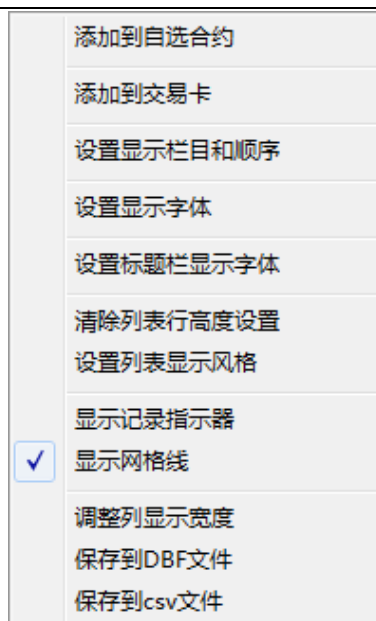 添加到自选合约
添加到交易卡
设置显示栏目和顺序
设置显示字体
设置标题栏显示字体
清除列表行高度设置
设置列表显示风格
显示记录指示器
显示网格线
调整列显示宽度
保存到DBF文件
保存到csv文件